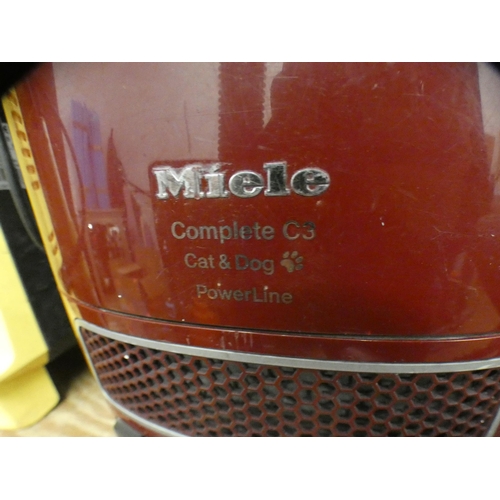 Miele
Complete C3
Cat & Dog
PowerLine